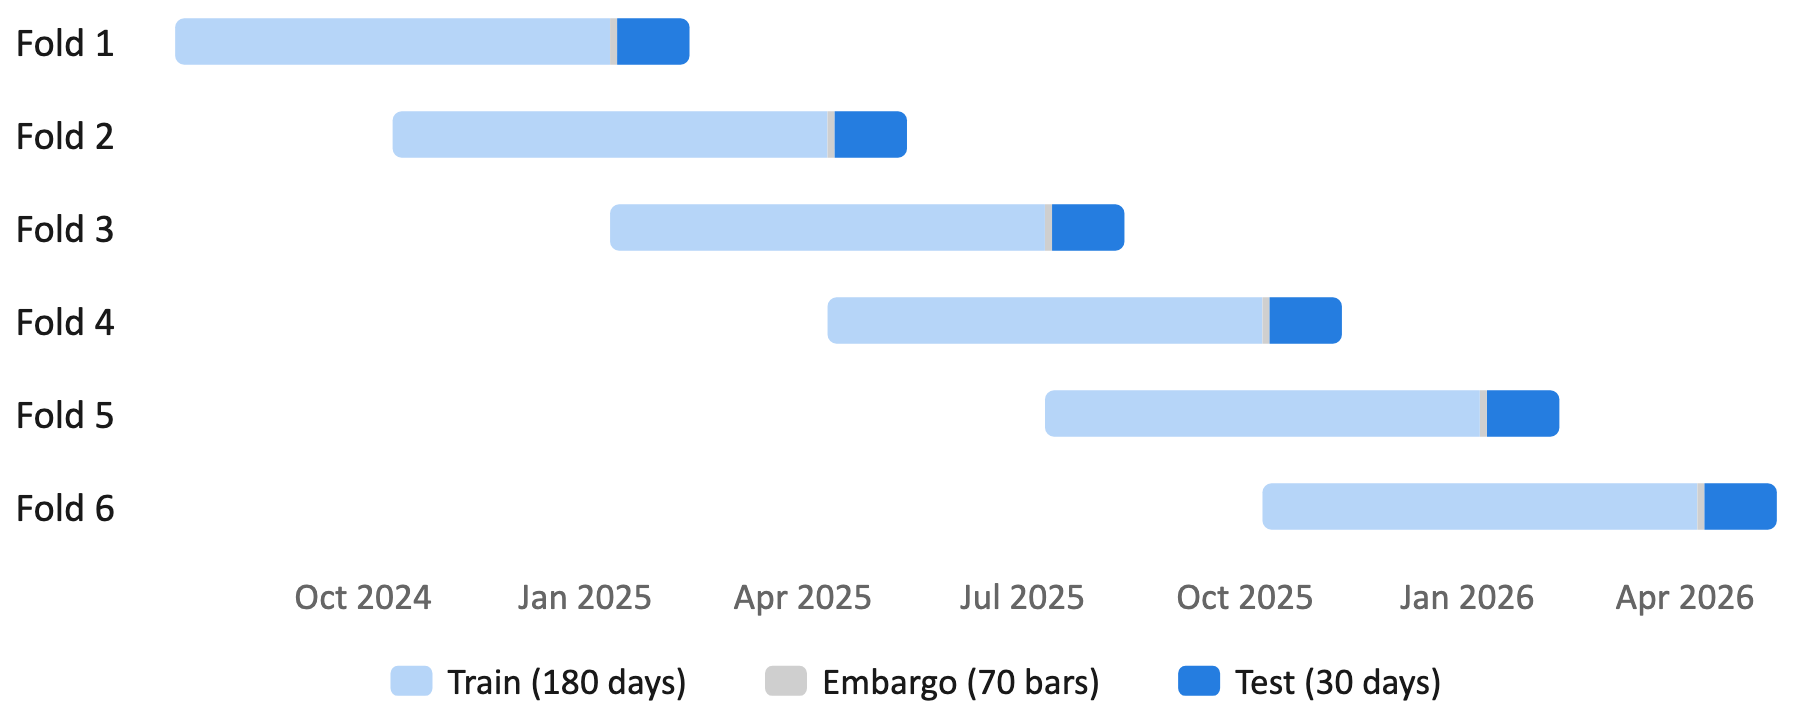 Fold 1
Fold 2
Fold 3
Fold 4
Fold 5
Fold 6
Oct 2024 Jan 2025 Apr 2025 Jul 2025 Oct 2025 Jan 2026 Apr 2026
Train (180 days) Embargo (70 bars) Test (30 days)